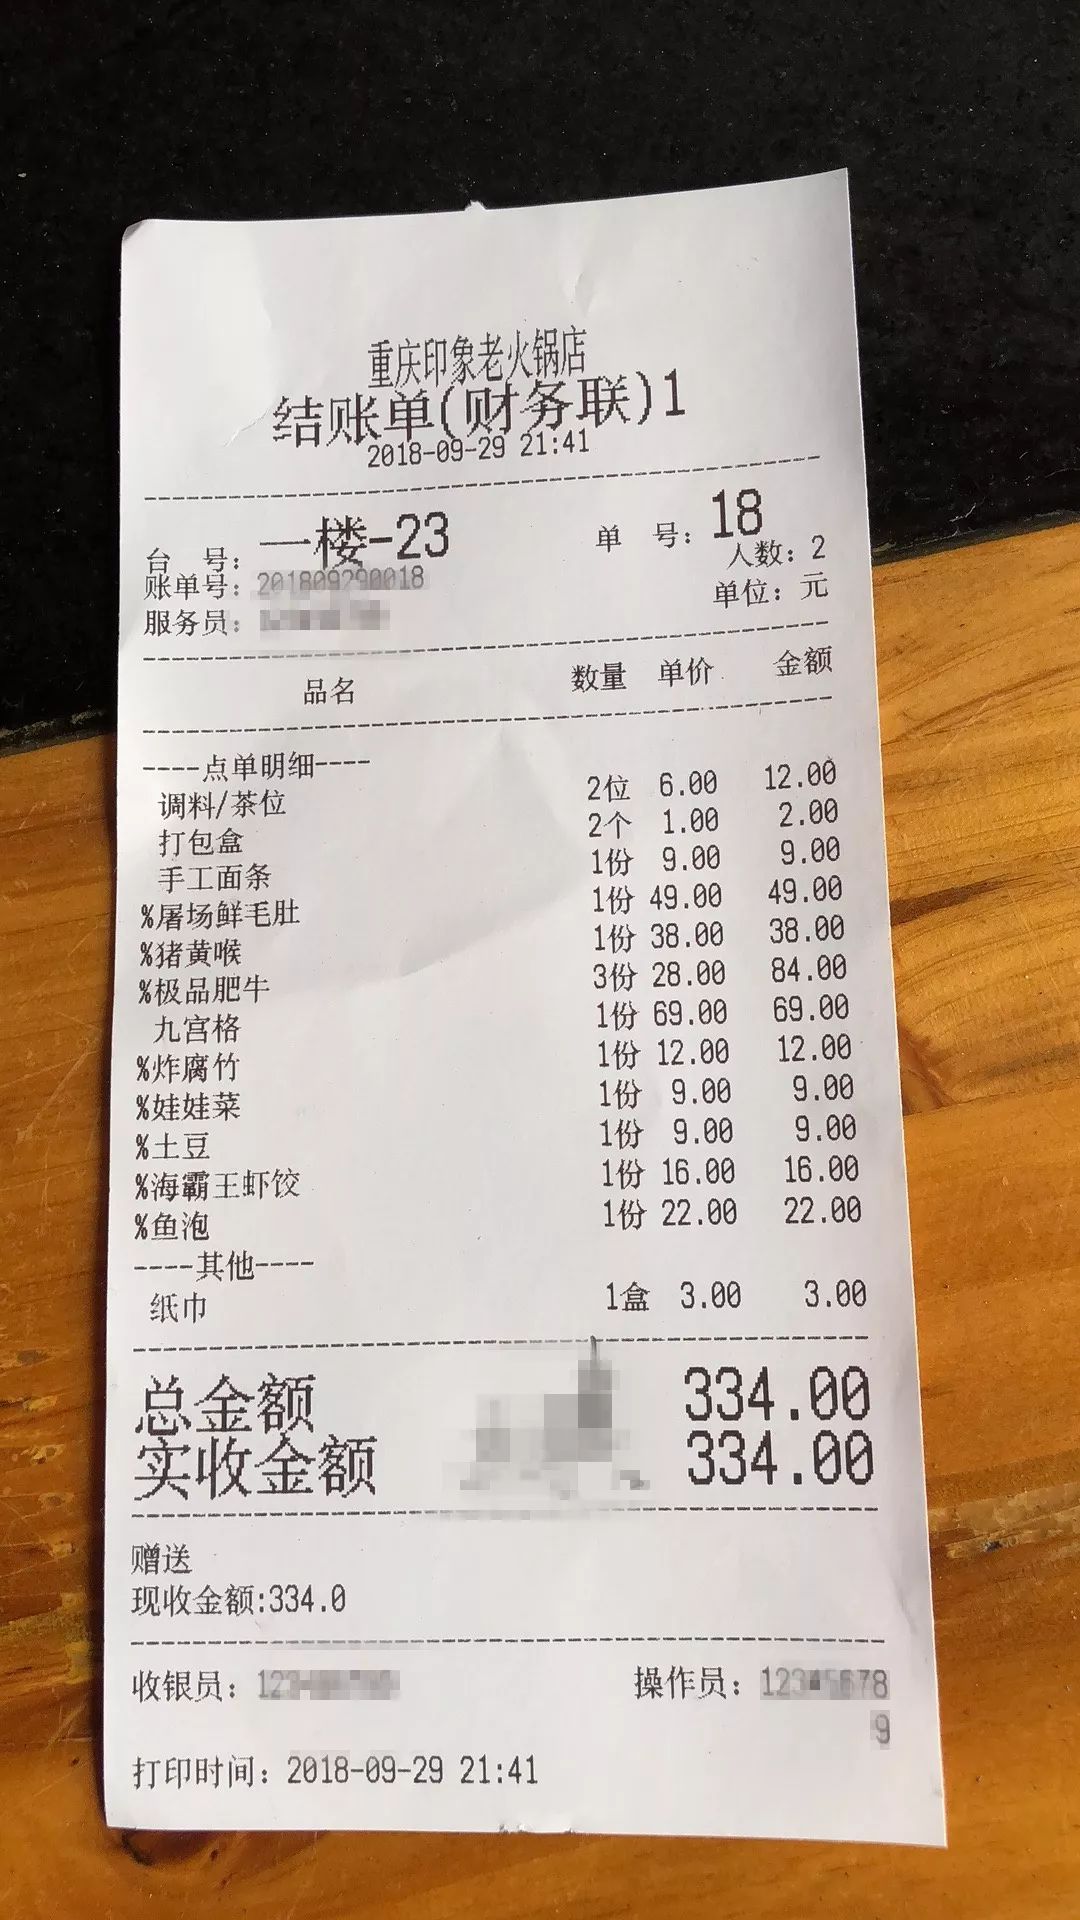 重庆印象老火锅店
结账单(财务联)1
2018-09-29 21:41
台 号: 一楼-23 单 号: 18
人数: 2
账单号: 201809290018
单位: 元
服务员:
品名 数量 单价 金额
----点单明细----
调料/茶位 2位 6.00 12.00
打包盒 2个 1.00 2.00
手工面条 1份 9.00 9.00
%屠场鲜毛肚 1份 49.00 49.00
%猪黄喉 1份 38.00 38.00
%极品肥牛 3份 28.00 84.00
九宫格 1份 69.00 69.00
%炸腐竹 1份 12.00 12.00
%娃娃菜 1份 9.00 9.00
%土豆 1份 9.00 9.00
%海霸王虾饺 1份 16.00 16.00
%鱼泡 1份 22.00 22.00
----其他----
纸巾 1盒 3.00 3.00
总金额 334.00
实收金额 334.00
赠送
现收金额:334.0
收银员: 操作员: 12345678
9
打印时间: 2018-09-29 21:41